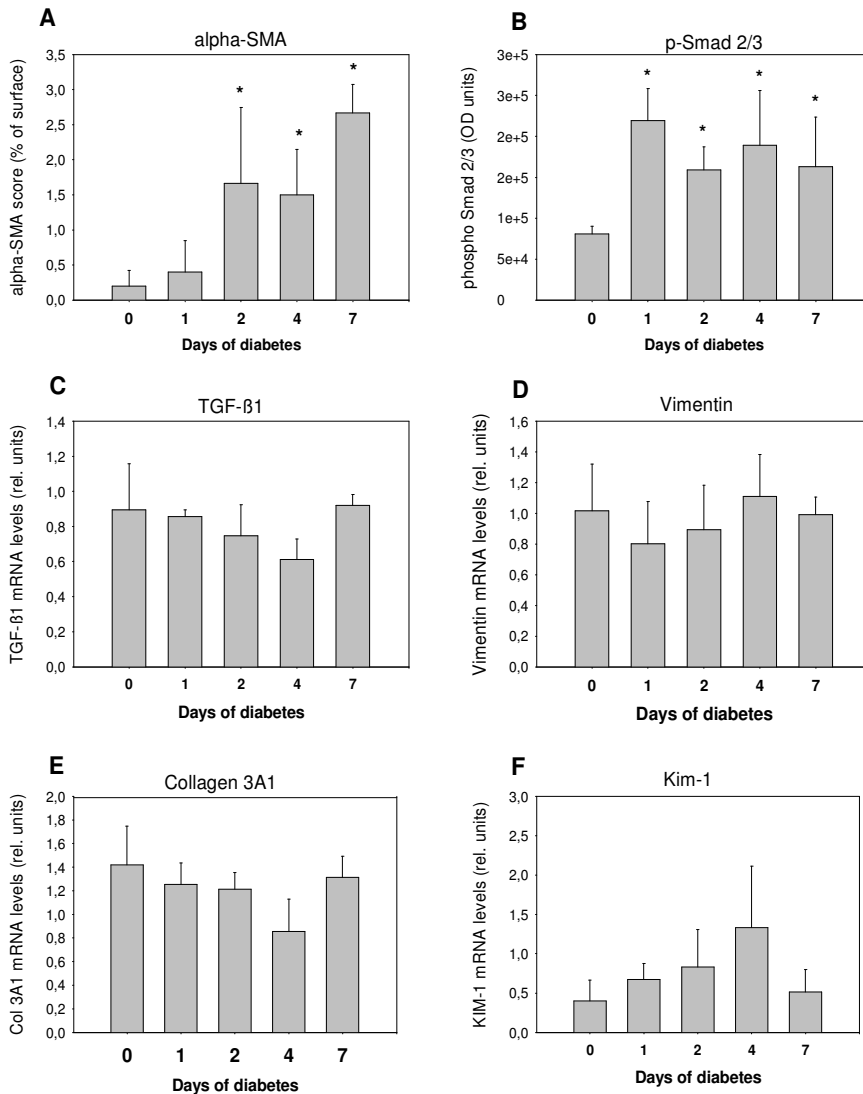 A
alpha-SMA
alpha-SMA score (% of surface)
3,5
3,0
2,5
2,0
1,5
1,0
0,5
0,0
* * *
0 1 2 4 7
Days of diabetes
B
p-Smad 2/3
phospho Smad 2/3 (OD units)
3e+5
3e+5
2e+5
2e+5
1e+5
5e+4
0
* * * *
0 1 2 4 7
Days of diabetes
C
TGF-ß1
TGF-ß1 mRNA levels (rel. units)
1,4
1,2
1,0
0,8
0,6
0,4
0,2
0,0
0 1 2 4 7
Days of diabetes
D
Vimentin
Vimentin mRNA levels (rel. units)
1,6
1,4
1,2
1,0
0,8
0,6
0,4
0,2
0,0
0 1 2 4 7
Days of diabetes
E
Collagen 3A1
Col 3A1 mRNA levels (rel. units)
2,0
1,8
1,6
1,4
1,2
1,0
0,8
0,6
0,4
0,2
0,0
0 1 2 4 7
Days of diabetes
F
Kim-1
KIM-1 mRNA levels (rel. units)
3,0
2,5
2,0
1,5
1,0
0,5
0,0
0 1 2 4 7
Days of diabetes